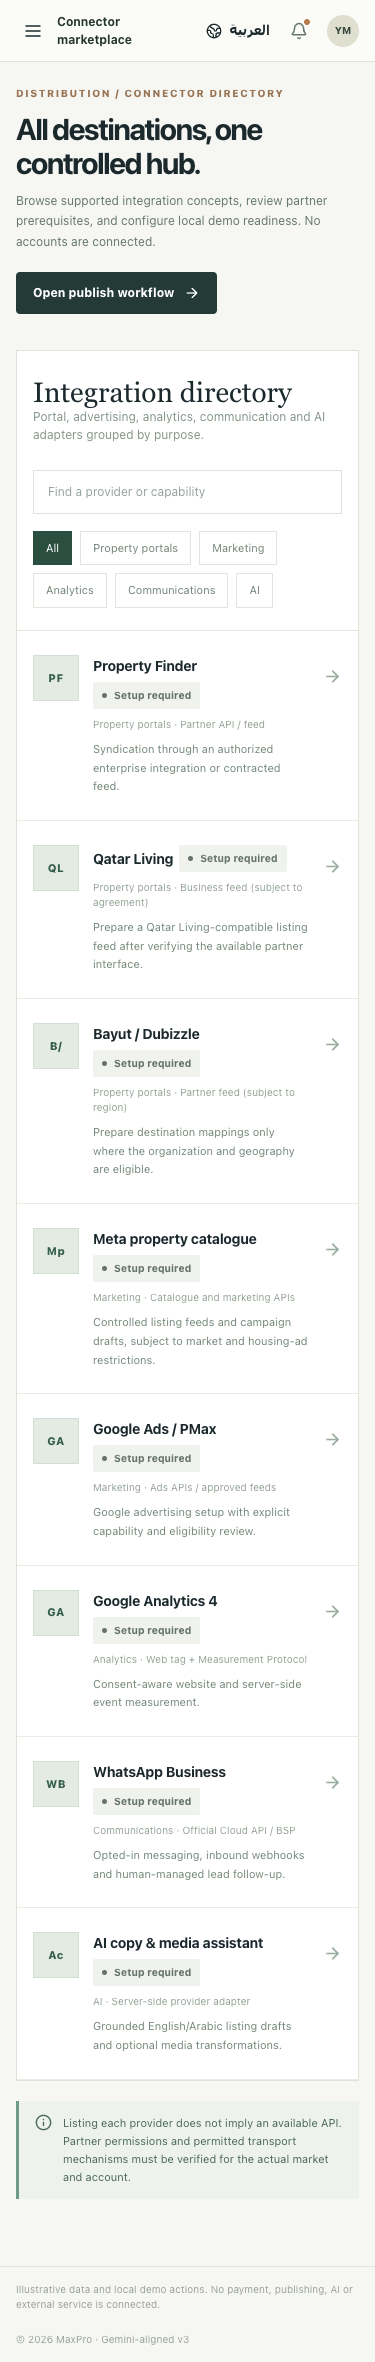 Connector
marketplace
العربية
YM
DISTRIBUTION / CONNECTOR DIRECTORY
All destinations, one
controlled hub.
Browse supported integration concepts, review partner
prerequisites, and configure local demo readiness. No
accounts are connected.
Open publish workflow
Integration directory
Portal, advertising, analytics, communication and AI
adapters grouped by purpose.
Find a provider or capability
All
Property portals
Marketing
Analytics
Communications
AI
PF
Property Finder
Setup required
Property portals · Partner API / feed
Syndication through an authorized
enterprise integration or contracted
feed.
QL
Qatar Living
Setup required
Property portals · Business feed (subject to
agreement)
Prepare a Qatar Living-compatible listing
feed after verifying the available partner
interface.
B/
Bayut / Dubizzle
Setup required
Property portals · Partner feed (subject to
region)
Prepare destination mappings only
where the organization and geography
are eligible.
Mp
Meta property catalogue
Setup required
Marketing · Catalogue and marketing APIs
Controlled listing feeds and campaign
drafts, subject to market and housing-ad
restrictions.
GA
Google Ads / PMax
Setup required
Marketing · Ads APIs / approved feeds
Google advertising setup with explicit
capability and eligibility review.
GA
Google Analytics 4
Setup required
Analytics · Web tag + Measurement Protocol
Consent-aware website and server-side
event measurement.
WB
WhatsApp Business
Setup required
Communications · Official Cloud API / BSP
Opted-in messaging, inbound webhooks
and human-managed lead follow-up.
Ac
AI copy & media assistant
Setup required
AI · Server-side provider adapter
Grounded English/Arabic listing drafts
and optional media transformations.
Listing each provider does not imply an available API.
Partner permissions and permitted transport
mechanisms must be verified for the actual market
and account.
Illustrative data and local demo actions. No payment, publishing, AI or
external service is connected.
© 2026 MaxPro · Gemini-aligned v3